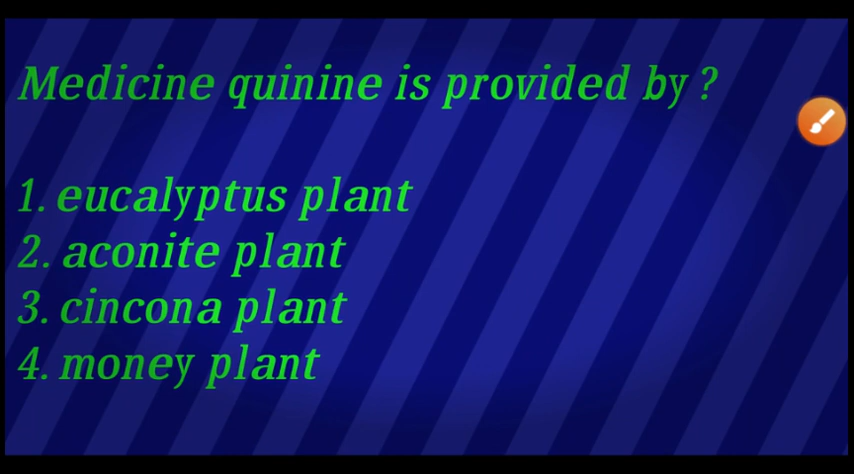 Medicine quinine is provided by ?
1. eucalyptus plant
2. aconite plant
3. cincona plant
4. money plant